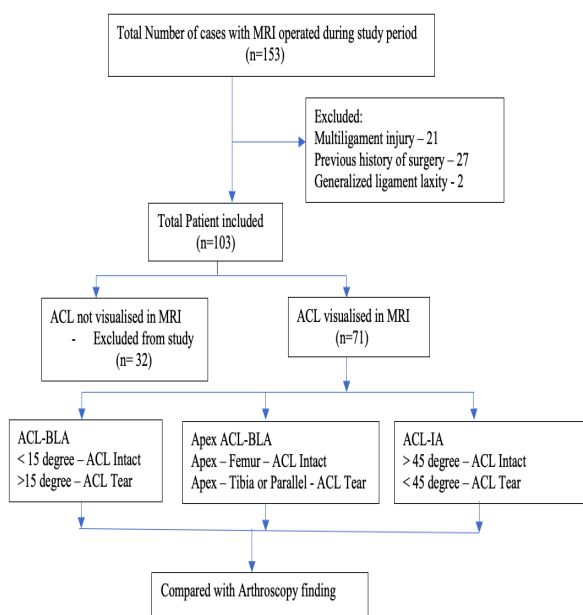 Total Number of cases with MRI operated during study period
(n=153)
Excluded:
Multiligament injury – 21
Previous history of surgery – 27
Generalized ligament laxity - 2
Total Patient included
(n=103)
ACL not visualised in MRI
- Excluded from study
(n= 32)
ACL visualised in MRI
(n=71)
ACL-BLA
< 15 degree – ACL Intact
>15 degree – ACL Tear
Apex ACL-BLA
Apex – Femur – ACL Intact
Apex – Tibia or Parallel - ACL Tear
ACL-IA
> 45 degree – ACL Intact
< 45 degree – ACL Tear
Compared with Arthroscopy finding